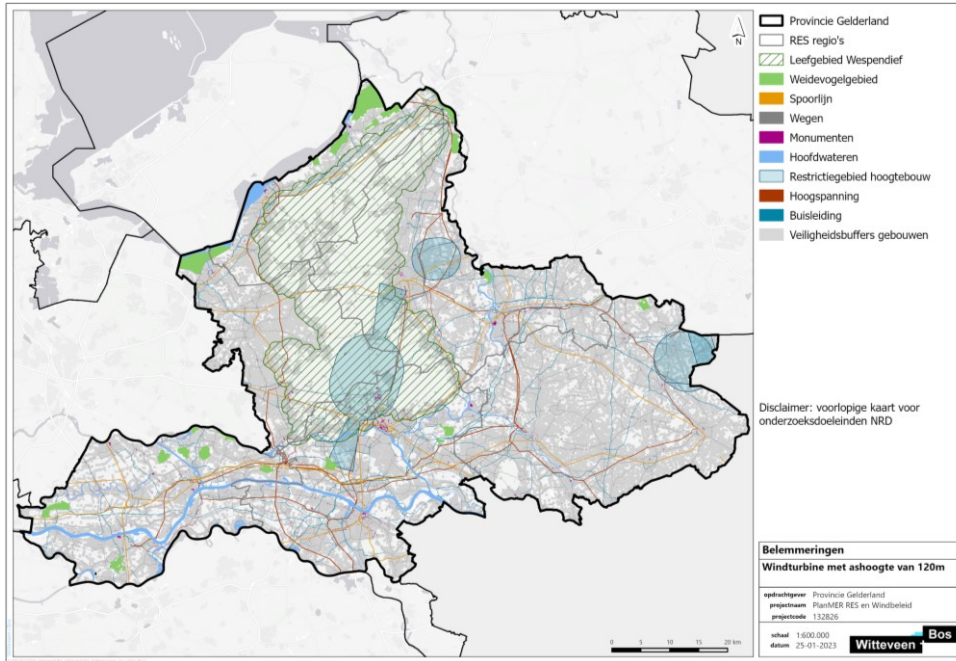 N
Provincie Gelderland
RES regio's
Leefgebied Wespendief
Weidevogelgebied
Spoorlijn
Wegen
Monumenten
Hoofdwateren
Restrictiegebied hoogtebouw
Hoogspanning
Buisleiding
Veiligheidsbuffers gebouwen
Disclaimer: voorlopige kaart voor
onderzoeksdoeleinden NRD
Belemmeringen
Windturbine met ashoogte van 120m
opdrachtgever Provincie Gelderland
projectnaam PlanMER RES en Windbeleid
projectcode 132826
schaal 1:600.000
datum 25-01-2023
Witteveen + Bos
0 10 20 km